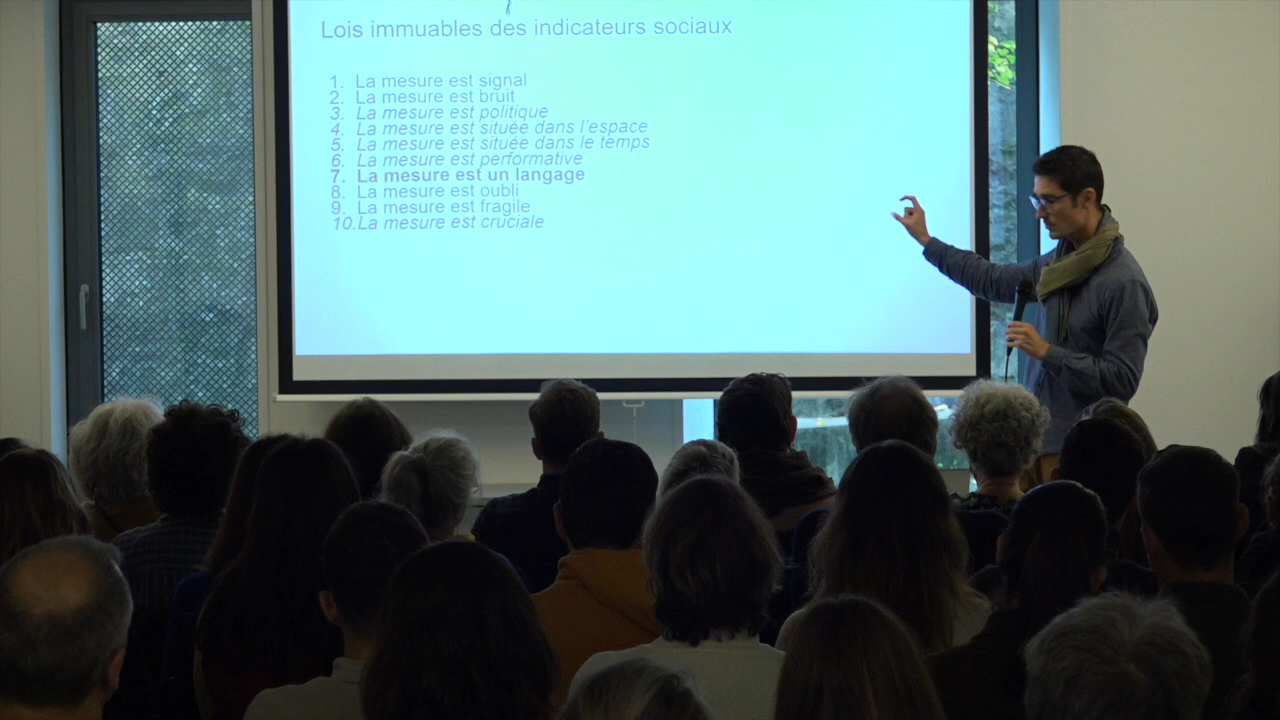 Lois immuables des indicateurs sociaux
1. La mesure est signal
2. La mesure est bruit
3. La mesure est politique
4. La mesure est située dans l'espace
5. La mesure est située dans le temps
6. La mesure est performative
7. La mesure est un langage
8. La mesure est oubli
9. La mesure est fragile
10.La mesure est cruciale